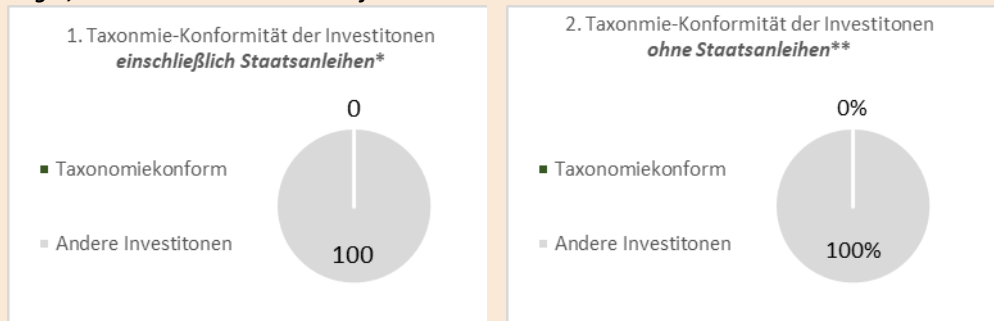 1. Taxonmie-Konformität der Investitonen
einschließlich Staatsanleihen*
0
Taxonomiekonform
Andere Investitonen
100
2. Taxonmie-Konformität der Investitonen
ohne Staatsanleihen**
0%
Taxonomiekonform
Andere Investitonen
100%